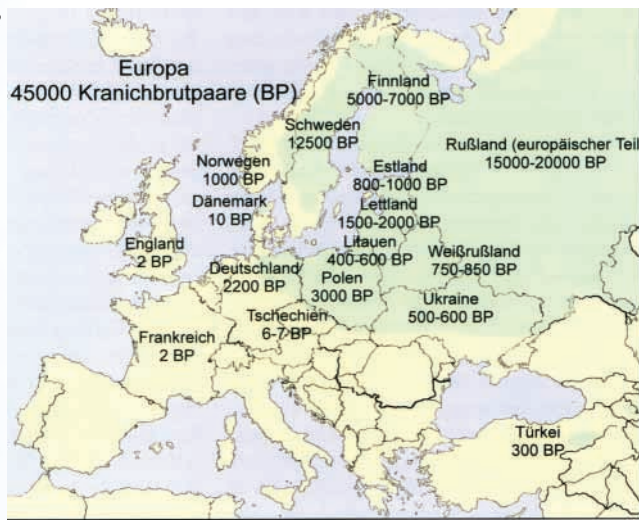 Europa
45000 Kranichbrutpaare (BP)
Finnland
5000-7000 BP
Schweden
12500 BP
Rußland (europäischer Teil
15000-20000 BP
Norwegen
1000 BP
Estland
800-1000 BP
Dänemark
10 BP
Lettland
1500-2000 BP
England
2 BP
Litauen
400-600 BP
Weißrußland
750-850 BP
Deutschland
2200 BP
Polen
3000 BP
Ukraine
500-600 BP
Tschechien
6-7 BP
Frankreich
2 BP
Türkei
300 BP